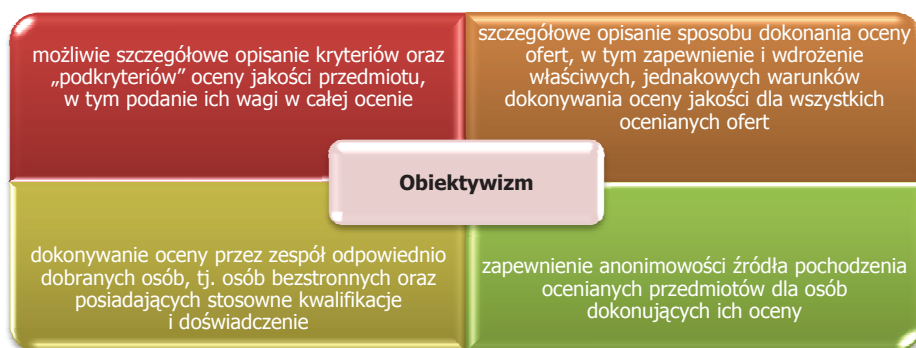 możliwie szczegółowe opisanie kryteriów oraz
„podkryteriów” oceny jakości przedmiotu,
w tym podanie ich wagi w całej ocenie
szczegółowe opisanie sposobu dokonania oceny
ofert, w tym zapewnienie i wdrożenie
właściwych, jednakowych warunków
dokonywania oceny jakości dla wszystkich
ocenianych ofert
Obiektywizm
dokonywanie oceny przez zespół odpowiednio
dobranych osób, tj. osób bezstronnych oraz
posiadających stosowne kwalifikacje
i doświadczenie
zapewnienie anonimowości źródła pochodzenia
ocenianych przedmiotów dla osób
dokonujących ich oceny